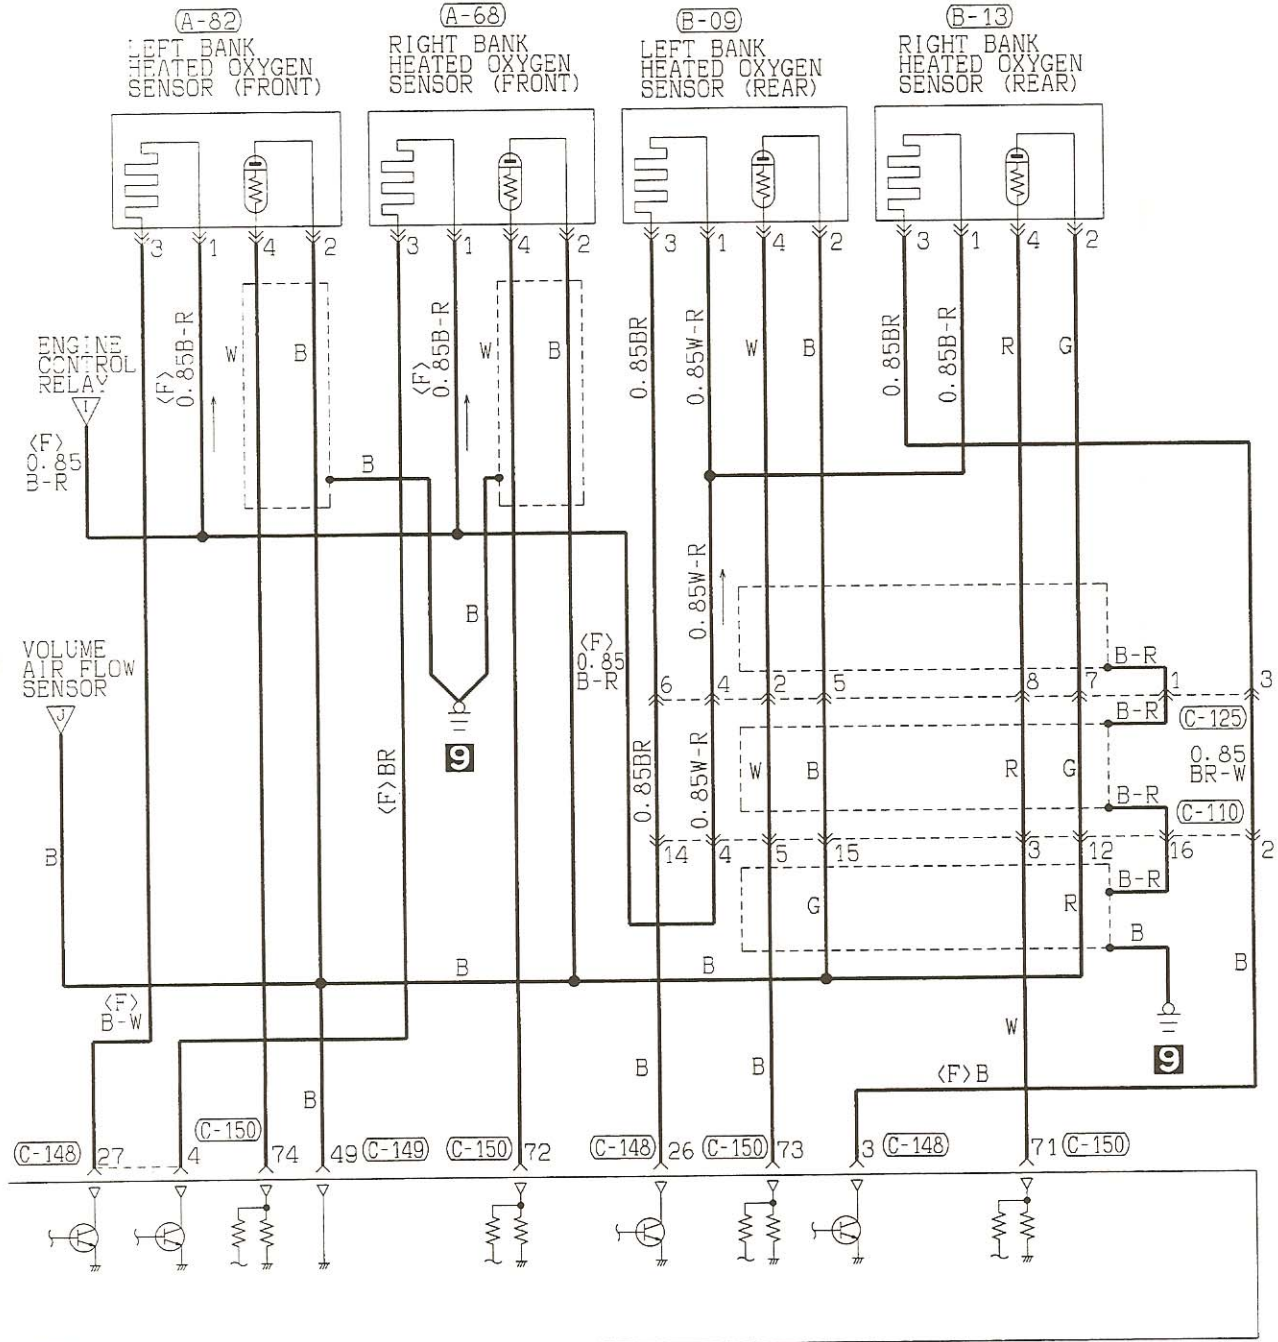 A-82
LEFT BANK
HEATED OXYGEN
SENSOR (FRONT)
A-68
RIGHT BANK
HEATED OXYGEN
SENSOR (FRONT)
B-09
LEFT BANK
HEATED OXYGEN
SENSOR (REAR)
B-13
RIGHT BANK
HEATED OXYGEN
SENSOR (REAR)
3 1 4 2 3 1 4 2 3 1 4 2 3 1 4 2
ENGINE
CONTROL
RELAY
I
<F>
0.85
B-R
<F>
0.85B-R
W
B
<F>
0.85B-R
W
B
0.85BR
0.85W-R
W
B
0.85BR
0.85B-R
R
G
B
B
9
0.85W-R
<F>
0.85
B-R
VOLUME
AIR FLOW
SENSOR
J
B
B-R
6 4 2 5 8 7 1 3
B-R
C-125
<F>BR
0.85BR
0.85W-R
W
B
R
G
0.85
BR-W
B-R
C-110
14 4 5 15 3 12 16 2
B-R
G
R
B
B
B
B
9
<F>
B-W
W
B
B
B
<F>B
C-148
27
4
C-150
74
49
C-149
C-150
72
C-148
26
C-150
73
3
C-148
71
C-150